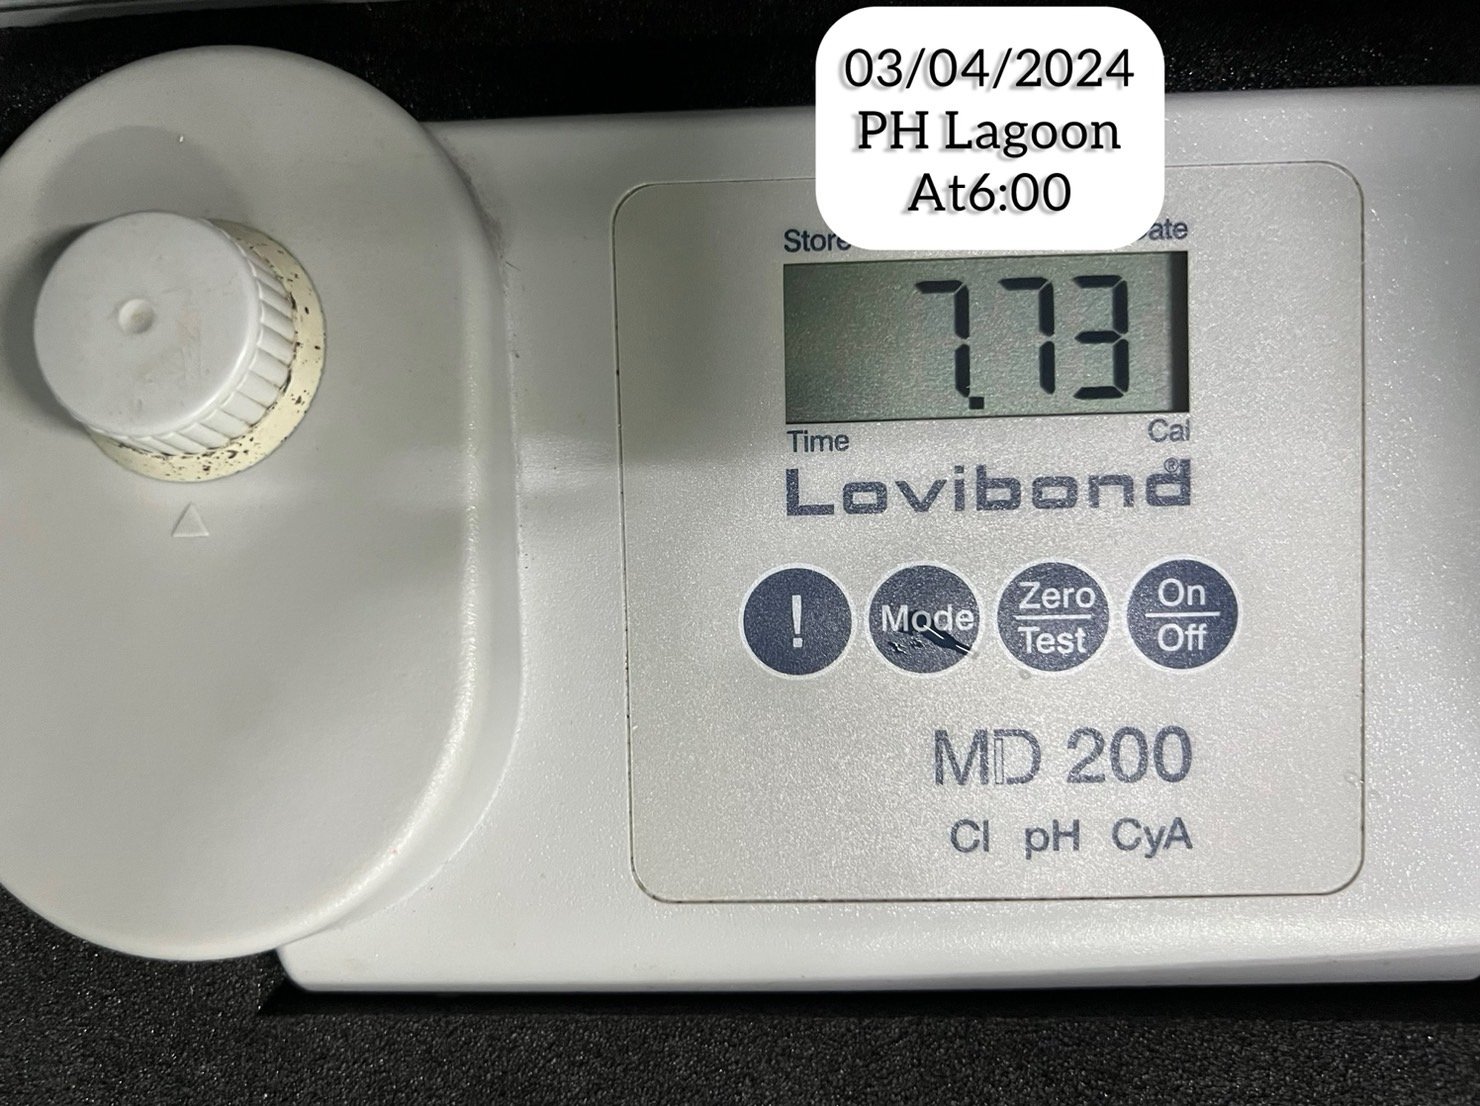 03/04/2024
PH Lagoon
At6:00
Store
7.73
Time Cal
Lovibond®
! Mode Zero Test On Off
MD 200
Cl pH CyA